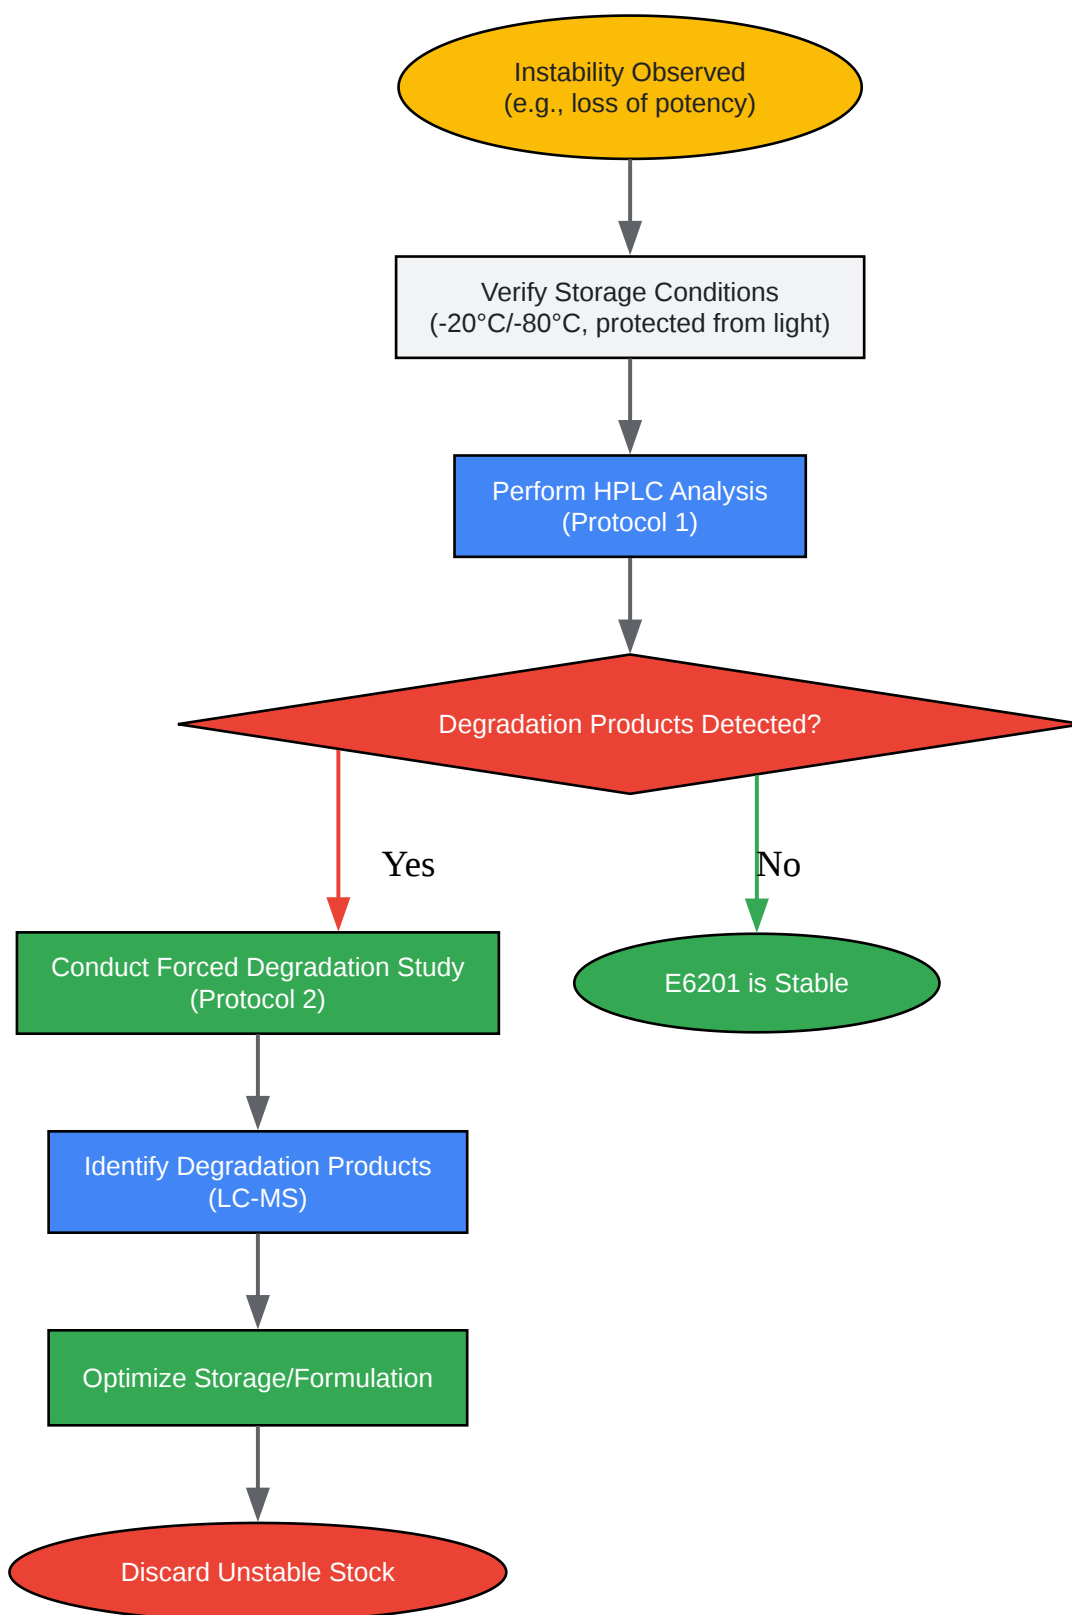 Instability Observed
(e.g., loss of potency)
Verify Storage Conditions
(-20°C/-80°C, protected from light)
Perform HPLC Analysis
(Protocol 1)
Degradation Products Detected?
Yes
No
Conduct Forced Degradation Study
(Protocol 2)
E6201 is Stable
Identify Degradation Products
(LC-MS)
Optimize Storage/Formulation
Discard Unstable Stock